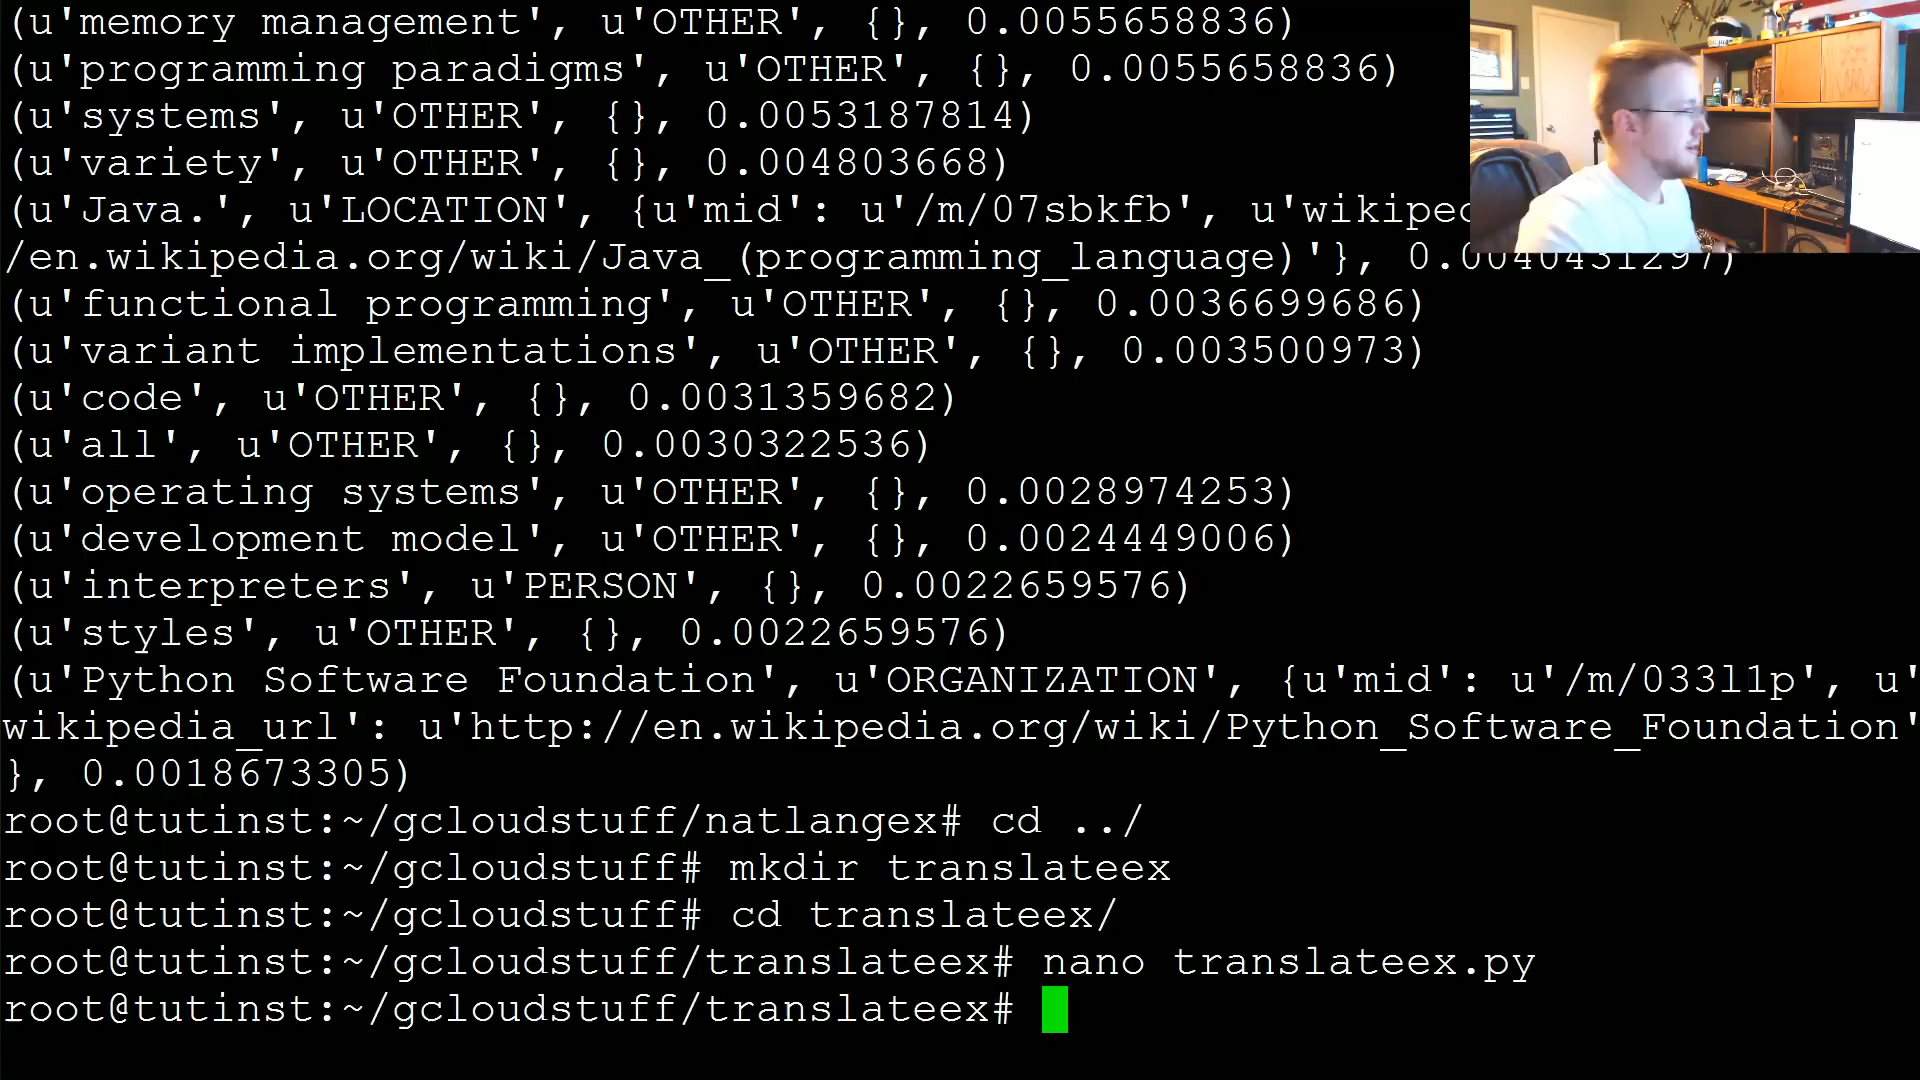 (u'memory management', u'OTHER', {}, 0.0055658836)
(u'programming paradigms', u'OTHER', {}, 0.0055658836)
(u'systems', u'OTHER', {}, 0.0053187814)
(u'variety', u'OTHER', {}, 0.004803668)
(u'Java.', u'LOCATION', {u'mid': u'/m/07sbkfb', u'wikiped
/en.wikipedia.org/wiki/Java_(programming_language)'}, 0.0040431297)
(u'functional programming', u'OTHER', {}, 0.0036699686)
(u'variant implementations', u'OTHER', {}, 0.003500973)
(u'code', u'OTHER', {}, 0.0031359682)
(u'all', u'OTHER', {}, 0.0030322536)
(u'operating systems', u'OTHER', {}, 0.0028974253)
(u'development model', u'OTHER', {}, 0.0024449006)
(u'interpreters', u'PERSON', {}, 0.0022659576)
(u'styles', u'OTHER', {}, 0.0022659576)
(u'Python Software Foundation', u'ORGANIZATION', {u'mid': u'/m/033l1p', u'
wikipedia_url': u'http://en.wikipedia.org/wiki/Python_Software_Foundation'
}, 0.0018673305)
root@tutinst:~/gcloudstuff/natlangex# cd ../
root@tutinst:~/gcloudstuff# mkdir translateex
root@tutinst:~/gcloudstuff# cd translateex/
root@tutinst:~/gcloudstuff/translateex# nano translateex.py
root@tutinst:~/gcloudstuff/translateex#